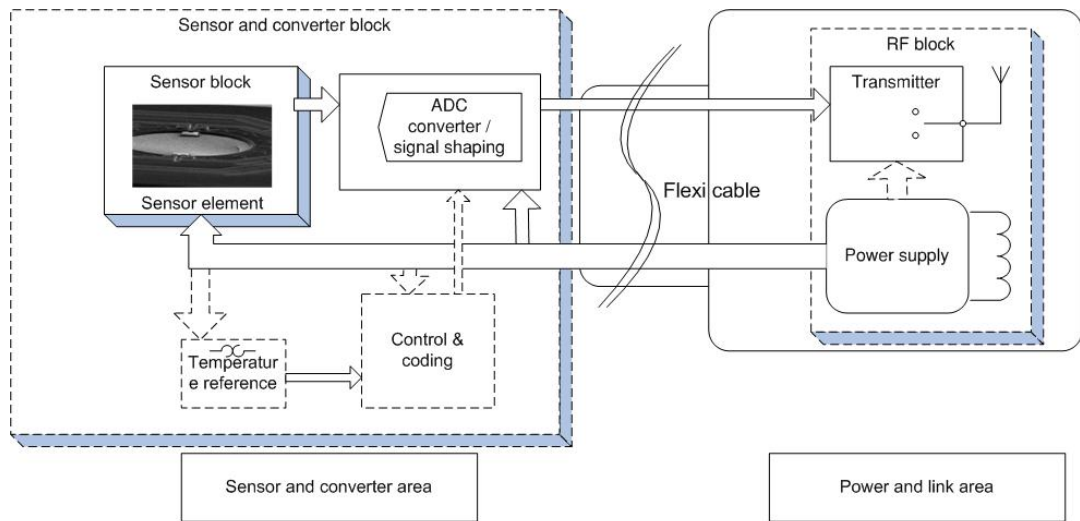 Sensor and converter block
RF block
Sensor block
Sensor element
ADC
converter /
signal shaping
Transmitter
Flexi cable
Power supply
Control &
coding
Temperatur
e reference
Sensor and converter area
Power and link area